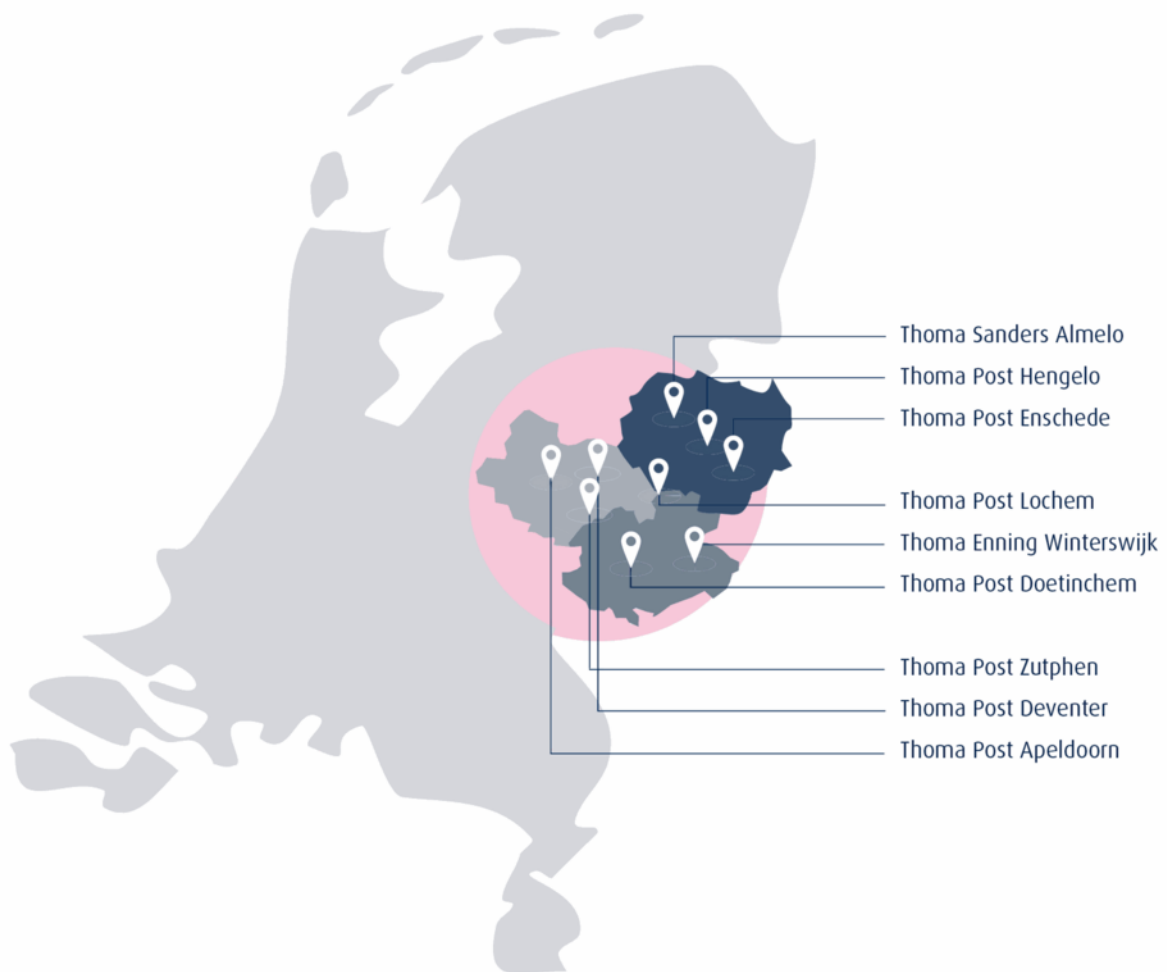 Thoma Sanders Almelo
Thoma Post Hengelo
Thoma Post Enschede
Thoma Post Lochem
Thoma Enning Winterswijk
Thoma Post Doetinchem
Thoma Post Zutphen
Thoma Post Deventer
Thoma Post Apeldoorn